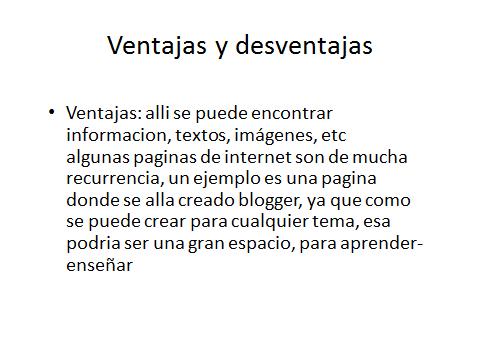 Ventajas y desventajas
• Ventajas: alli se puede encontrar
informacion, textos, imágenes, etc
algunas paginas de internet son de mucha
recurrencia, un ejemplo es una pagina
donde se alla creado blogger, ya que como
se puede crear para cualquier tema, esa
podria ser una gran espacio, para aprender-
enseñar